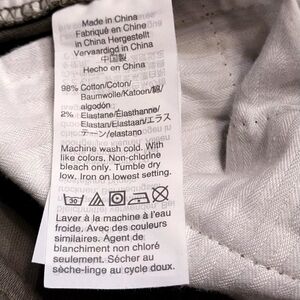 Made in China
Fabriqué en Chine
In China Hergestellt
Vervaardigd in China
中国製
Hecho en China
98% Cotton/Coton/
Baumwolle/Katoen/綿/
algodón
2% Elastane/Élasthanne/
Elastan/Elastaan/エラス
テーン/elastano
Machine wash cold. With
like colors. Non-chlorine
bleach only. Tumble dry
low. Iron on lowest setting.
30
Laver à la machine à l'eau
froide. Avec des couleurs
similaires. Agent de
blanchiment non chloré
seulement. Sécher au
sèche-linge au cycle doux.